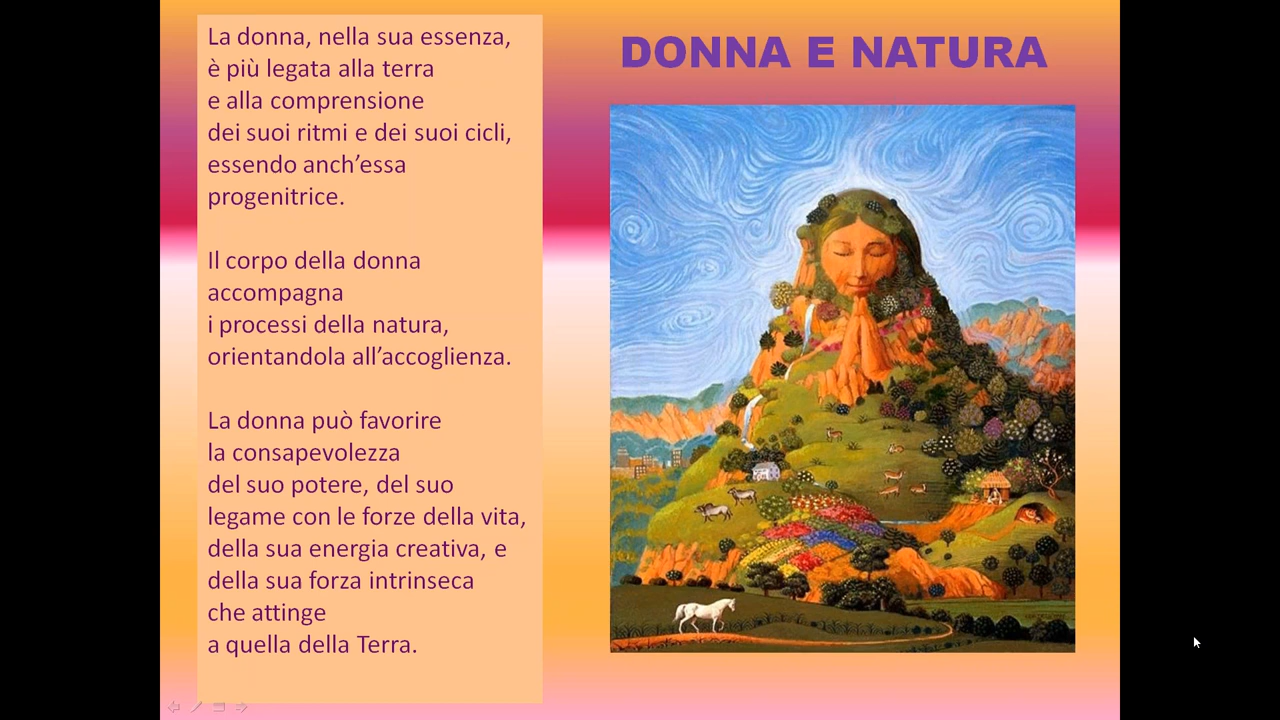 La donna, nella sua essenza,
è più legata alla terra
e alla comprensione
dei suoi ritmi e dei suoi cicli,
essendo anch’essa
progenitrice.
Il corpo della donna
accompagna
i processi della natura,
orientandola all’accoglienza.
La donna può favorire
la consapevolezza
del suo potere, del suo
legame con le forze della vita,
della sua energia creativa, e
della sua forza intrinseca
che attinge
a quella della Terra.
DONNA E NATURA